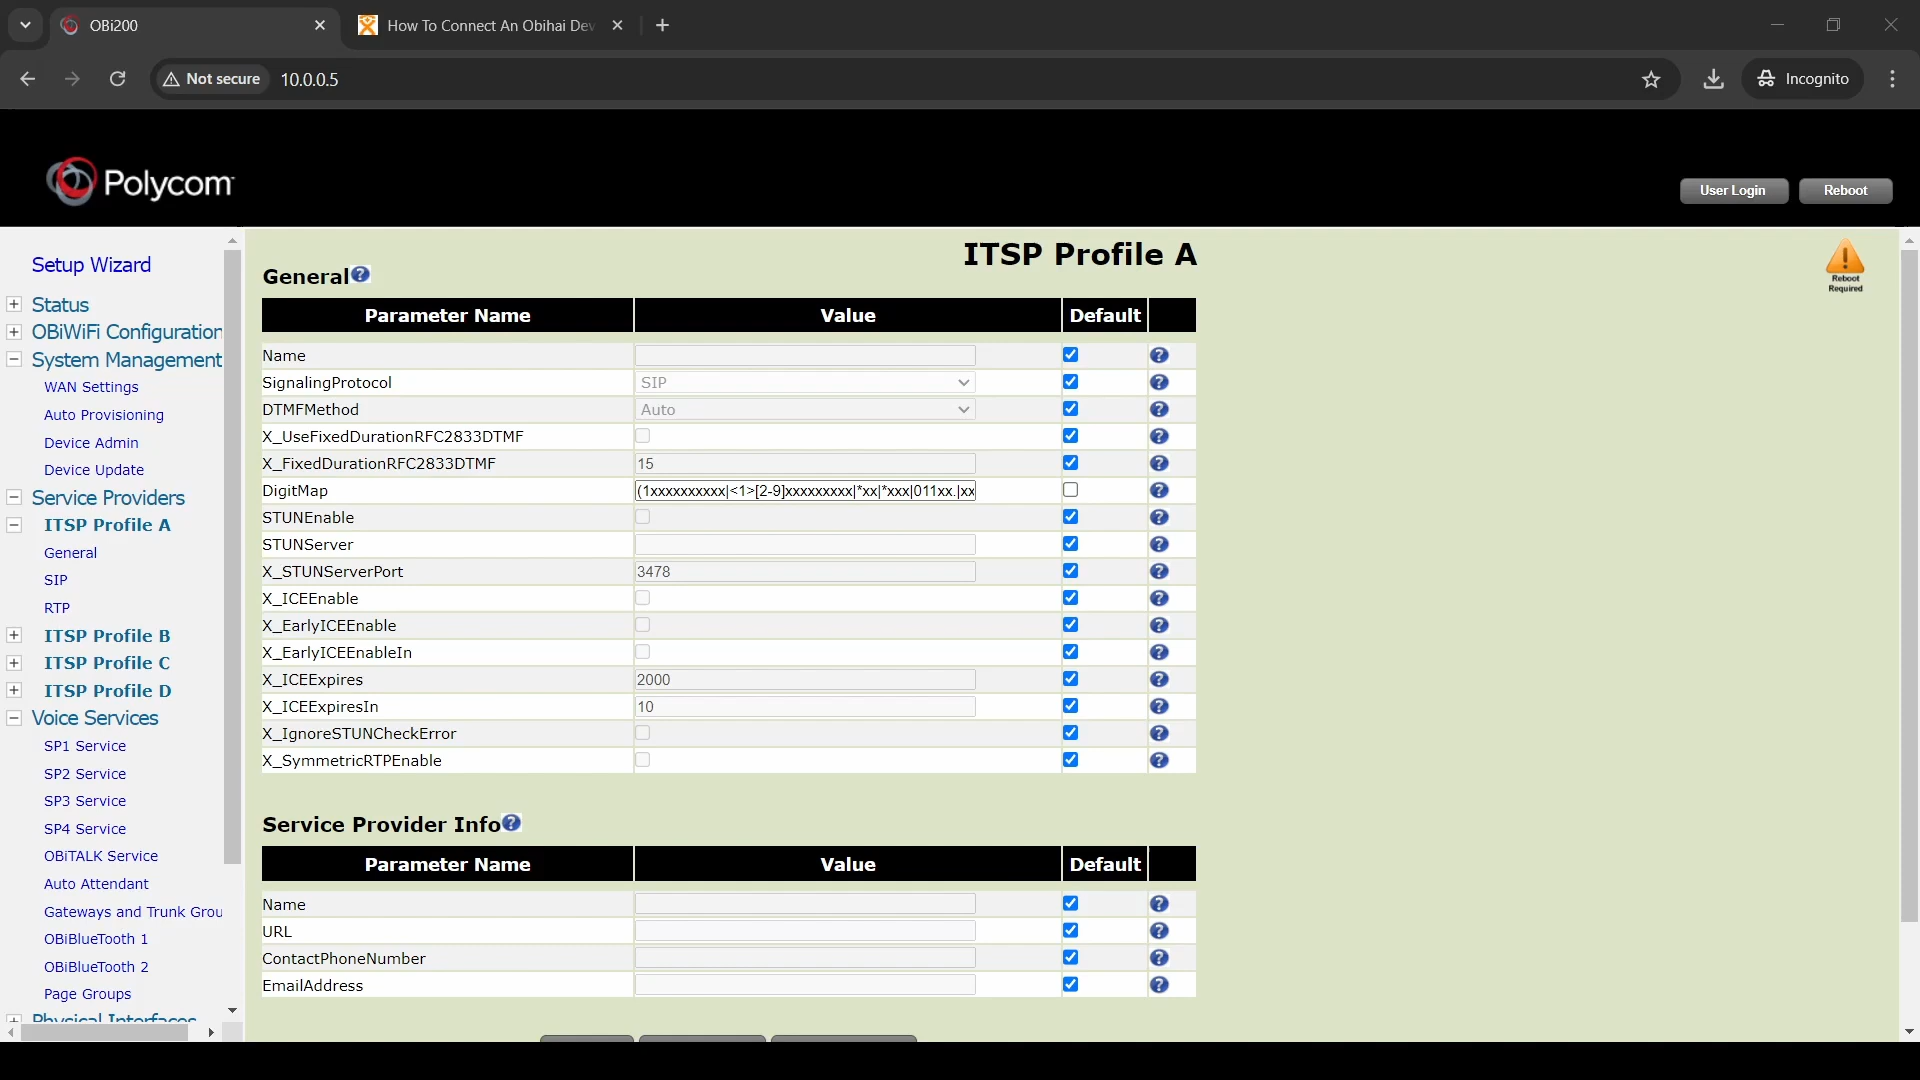 OBi200
How To Connect An Obihai Dev
Not secure
10.0.0.5
Incognito
Polycom
User Login
Reboot
Setup Wizard
Status
OBiWiFi Configuration
System Management
WAN Settings
Auto Provisioning
Device Admin
Device Update
Service Providers
ITSP Profile A
General
SIP
RTP
ITSP Profile B
ITSP Profile C
ITSP Profile D
Voice Services
SP1 Service
SP2 Service
SP3 Service
SP4 Service
OBiTALK Service
Auto Attendant
Gateways and Trunk Grou
OBiBlueTooth 1
OBiBlueTooth 2
Page Groups
Physical Interfaces
ITSP Profile A
Reboot
Required
General
Parameter Name Value Default
Name
SignalingProtocol SIP
DTMFMethod Auto
X_UseFixedDurationRFC2833DTMF
X_FixedDurationRFC2833DTMF 15
DigitMap (1xxxxxxxxxx|<1>[2-9]xxxxxxxxx|*xx|*xxx|011xx.|xx
STUNEnable
STUNServer
X_STUNServerPort 3478
X_ICEEnable
X_EarlyICEEnable
X_EarlyICEEnableIn
X_ICEExpires 2000
X_ICEExpiresIn 10
X_IgnoreSTUNCheckError
X_SymmetricRTPEnable
Service Provider Info
Parameter Name Value Default
Name
URL
ContactPhoneNumber
EmailAddress